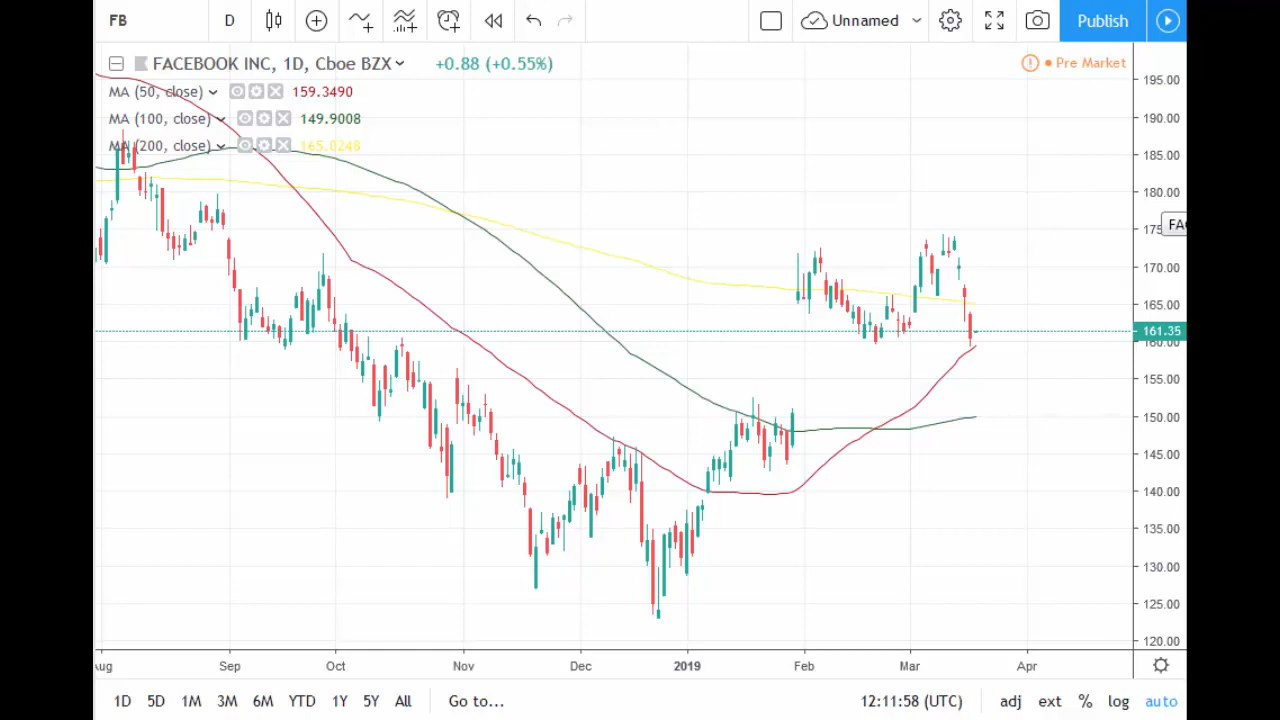 FB D Unnamed Publish
FACEBOOK INC, 1D, Cboe BZX +0.88 (+0.55%) Pre Market
MA (50, close) 159.3490
MA (100, close) 149.9008
MA (200, close) 165.0248
195.00
190.00
185.00
180.00
175
FAC
170.00
165.00
161.35
160.00
155.00
150.00
145.00
140.00
135.00
130.00
125.00
120.00
Aug Sep Oct Nov Dec 2019 Feb Mar Apr
1D 5D 1M 3M 6M YTD 1Y 5Y All Go to... 12:11:58 (UTC) adj ext % log auto